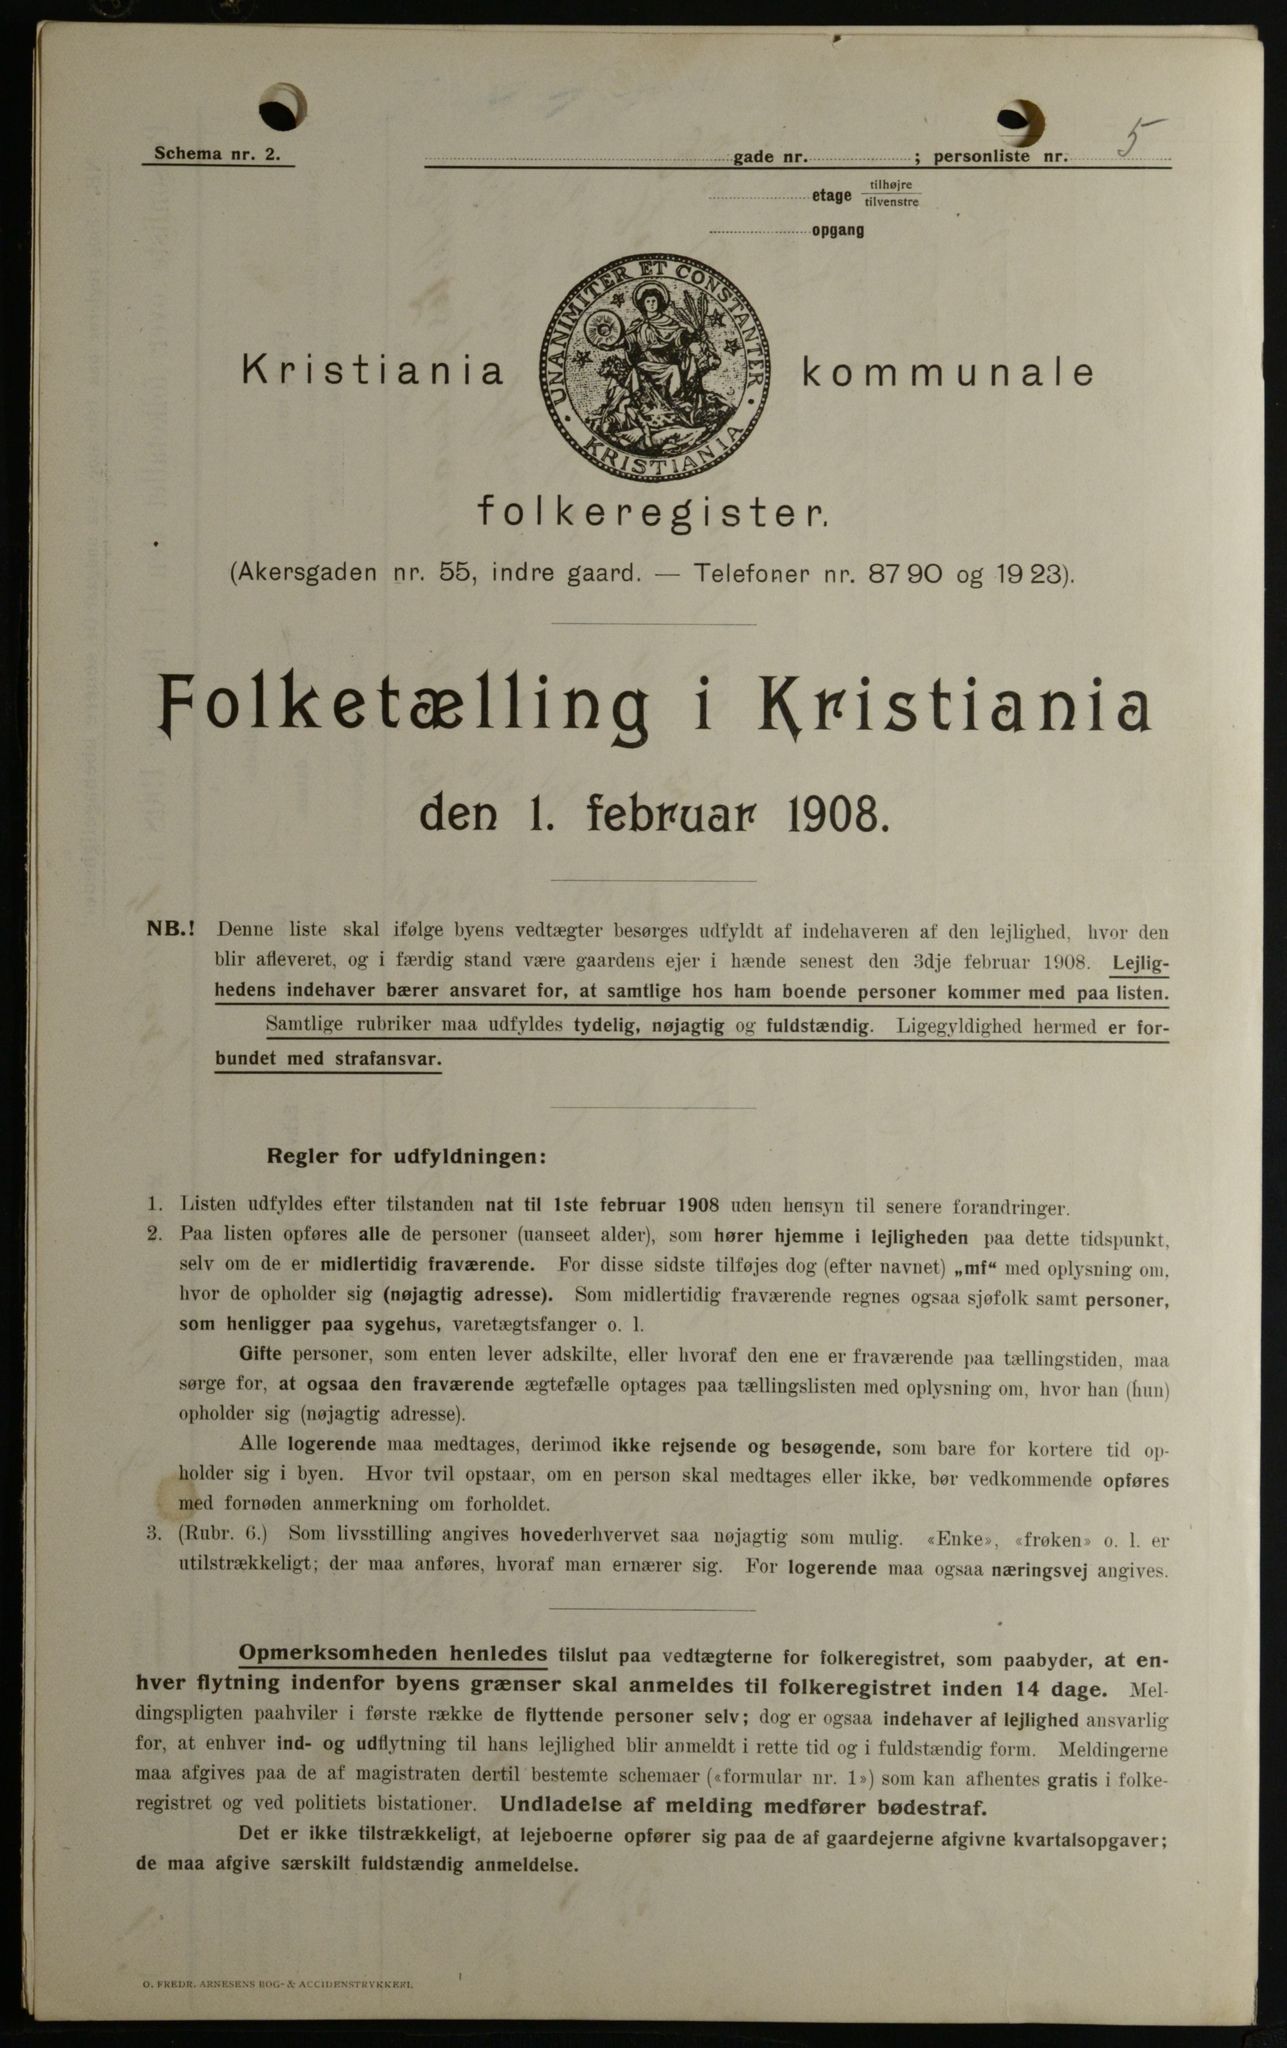 Schema nr. 2. gade nr. ; personliste nr. 5
etage tilhøjre
tilvenstre
opgang
UNANIMITER ET CONSTANTER
KRISTIANIA
Kristiania kommunale
folkeregister.
(Akersgaden nr. 55, indre gaard. — Telefoner nr. 8790 og 1923).
Folketælling i Kristiania
den 1. februar 1908.
NB.! Denne liste skal ifølge byens vedtægter besørges udfyldt af indehaveren af den lejlighed, hvor den
blir afleveret, og i færdig stand være gaardens ejer i hænde senest den 3dje februar 1908. Lejlig-
hedens indehaver bærer ansvaret for, at samtlige hos ham boende personer kommer med paa listen.
Samtlige rubriker maa udfyldes tydelig, nøjagtig og fuldstændig. Ligegyldighed hermed er for-
bundet med strafansvar.
Regler for udfyldningen:
1. Listen udfyldes efter tilstanden nat til 1ste februar 1908 uden hensyn til senere forandringer.
2. Paa listen opføres alle de personer (uanseet alder), som hører hjemme i lejligheden paa dette tidspunkt,
selv om de er midlertidig fraværende. For disse sidste tilføjes dog (efter navnet) „mf“ med oplysning om,
hvor de opholder sig (nøjagtig adresse). Som midlertidig fraværende regnes ogsaa sjøfolk samt personer,
som henligger paa sygehus, varetægtsfanger o. l.
Gifte personer, som enten lever adskilte, eller hvoraf den ene er fraværende paa tællingstiden, maa
sørge for, at ogsaa den fraværende ægtefælle optages paa tællingslisten med oplysning om, hvor han (hun)
opholder sig (nøjagtig adresse).
Alle logerende maa medtages, derimod ikke rejsende og besøgende, som bare for kortere tid op-
holder sig i byen. Hvor tvil opstaar, om en person skal medtages eller ikke, bør vedkommende opføres
med fornøden anmerkning om forholdet.
3. (Rubr. 6.) Som livsstilling angives hovederhvervet saa nøjagtig som mulig. «Enke», «frøken» o. l. er
utilstrækkeligt; der maa anføres, hvoraf man ernærer sig. For logerende maa ogsaa næringsvej angives.
Opmerksomheden henledes tilslut paa vedtægterne for folkeregistret, som paabyder, at en-
hver flytning indenfor byens grænser skal anmeldes til folkeregistret inden 14 dage. Mel-
dingspligten paahviler i første række de flyttende personer selv; dog er ogsaa indehaver af lejlighed ansvarlig
for, at enhver ind- og udflytning til hans lejlighed blir anmeldt i rette tid og i fuldstændig form. Meldingerne
maa afgives paa de af magistraten dertil bestemte schemaer («formular nr. 1») som kan afhentes gratis i folke-
registret og ved politiets bistationer. Undladelse af melding medfører bødestraf.
Det er ikke tilstrækkeligt, at lejeboerne opfører sig paa de af gaardejerne afgivne kvartalsopgaver;
de maa afgive særskilt fuldstændig anmeldelse.
O. FREDR. ARNESENS BOG- & ACCIDENSTRYKKERI.